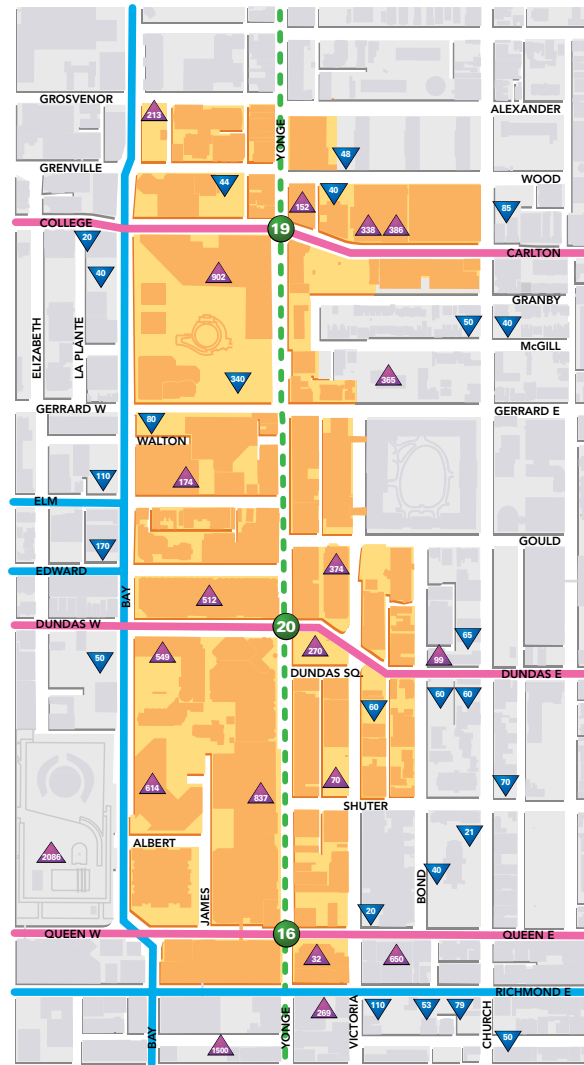 GROSVENOR
ALEXANDER
213
YONGE
48
GRENVILLE
WOOD
44
40
152
85
COLLEGE
19
338
386
20
CARLTON
40
902
GRANBY
50
40
McGILL
ELIZABETH
LA PLANTE
340
365
GERRARD W
GERRARD E
80
WALTON
110
174
ELM
GOULD
170
EDWARD
374
BAY
512
DUNDAS W
20
65
549
270
99
50
DUNDAS SQ.
DUNDAS E
60
60
60
614
837
70
70
SHUTER
21
ALBERT
2086
40
JAMES
BOND
20
QUEEN W
16
QUEEN E
32
650
RICHMOND E
269
110
53
79
BAY
YONGE
VICTORIA
CHURCH
50
1500